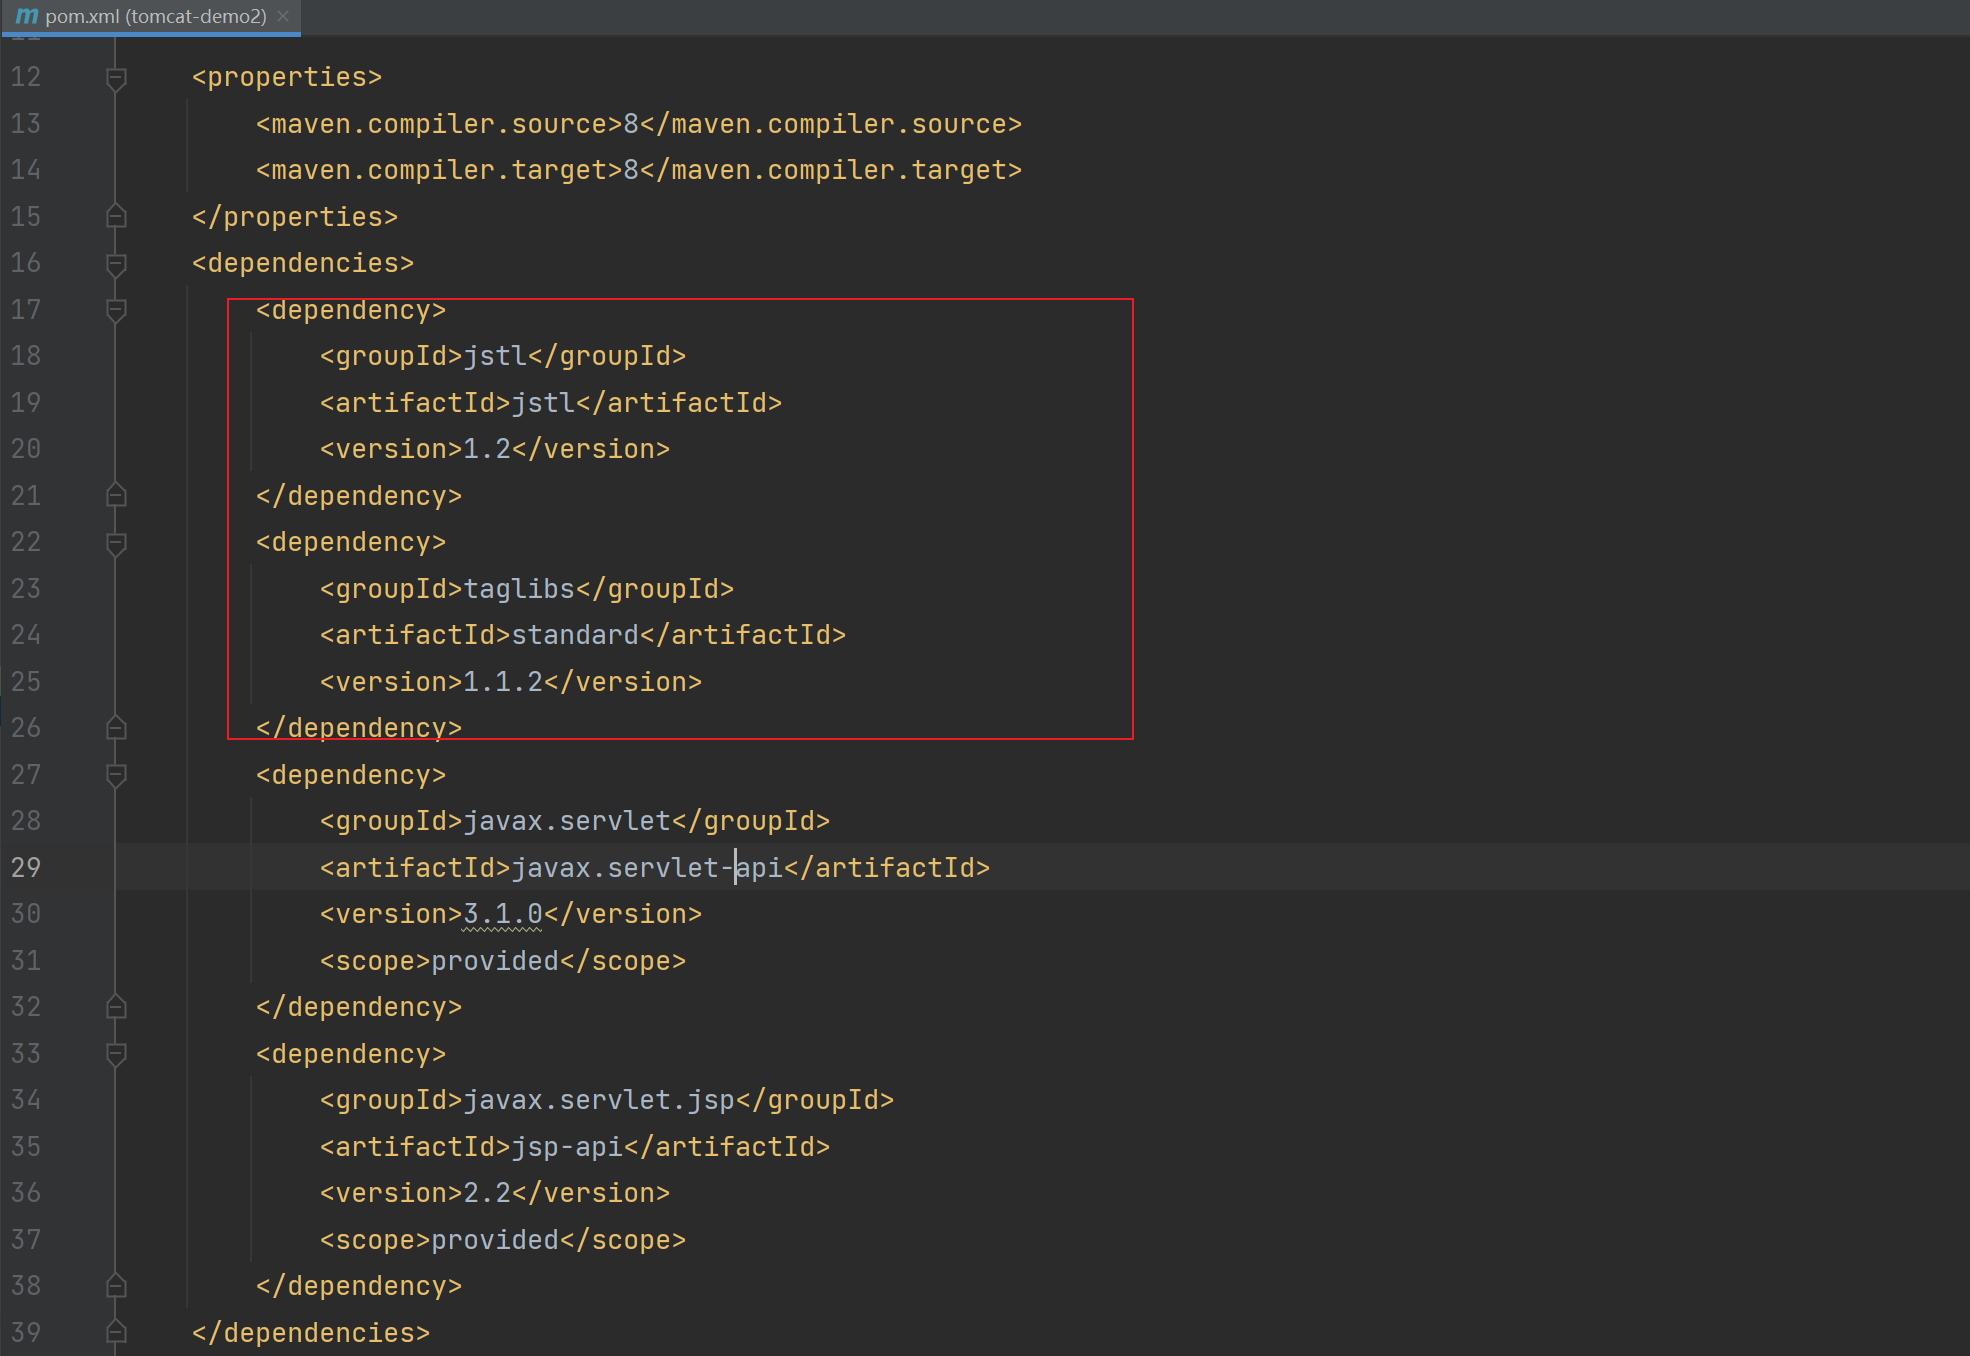 m pom.xml (tomcat-demo2)
12 <properties>
13 <maven.compiler.source>8</maven.compiler.source>
14 <maven.compiler.target>8</maven.compiler.target>
15 </properties>
16 <dependencies>
17 <dependency>
18 <groupId>jstl</groupId>
19 <artifactId>jstl</artifactId>
20 <version>1.2</version>
21 </dependency>
22 <dependency>
23 <groupId>taglibs</groupId>
24 <artifactId>standard</artifactId>
25 <version>1.1.2</version>
26 </dependency>
27 <dependency>
28 <groupId>javax.servlet</groupId>
29 <artifactId>javax.servlet-api</artifactId>
30 <version>3.1.0</version>
31 <scope>provided</scope>
32 </dependency>
33 <dependency>
34 <groupId>javax.servlet.jsp</groupId>
35 <artifactId>jsp-api</artifactId>
36 <version>2.2</version>
37 <scope>provided</scope>
38 </dependency>
39 </dependencies>